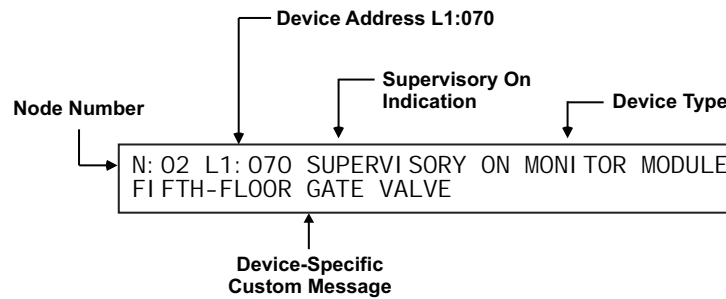 Device Address L1:070
Supervisory On
Indication
Node Number
Device Type
N:02 L1:070 SUPERVISORY ON MONITOR MODULE
FIFTH-FLOOR GATE VALVE
Device-Specific
Custom Message